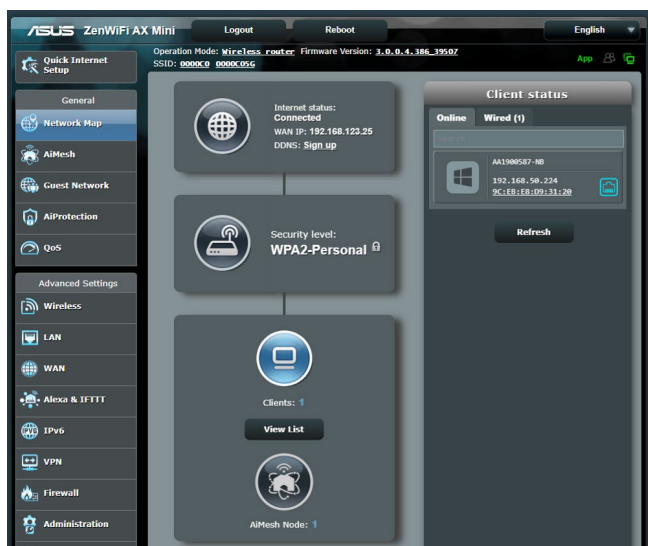 ASUS ZenWiFi AX Mini
Logout
Reboot
English
Quick Internet
Setup
Operation Mode: Wireless router Firmware Version: 3.0.0.4.386_39507
SSID: 0000C0 0000C05G
App
General
Network Map
AiMesh
Guest Network
AiProtection
QoS
Advanced Settings
Wireless
LAN
WAN
Alexa & IFTTT
IPv6
VPN
Firewall
Administration
Internet status:
Connected
WAN IP: 192.168.123.25
DDNS: Sign up
Security level:
WPA2-Personal
Clients: 1
View List
AiMesh Node: 1
Client status
Online
Wired (1)
AA1900587-NB
192.168.50.224
9C:EB:E8:D9:31:20
Refresh